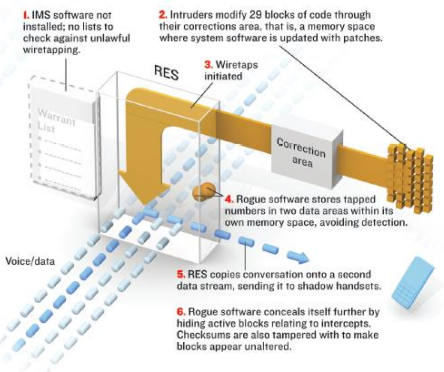 1. IMS software not
installed; no lists to
check against unlawful
wiretapping.
2. Intruders modify 29 blocks of code through
their corrections area, that is, a memory space
where system software is updated with patches.
RES
3. Wiretaps
initiated
Warrant
List
Correction
area
4. Rogue software stores tapped
numbers in two data areas within its
own memory space, avoiding detection.
Voice/data
5. RES copies conversation onto a second
data stream, sending it to shadow handsets.
6. Rogue software conceals itself further by
hiding active blocks relating to intercepts.
Checksums are also tampered with to make
blocks appear unaltered.